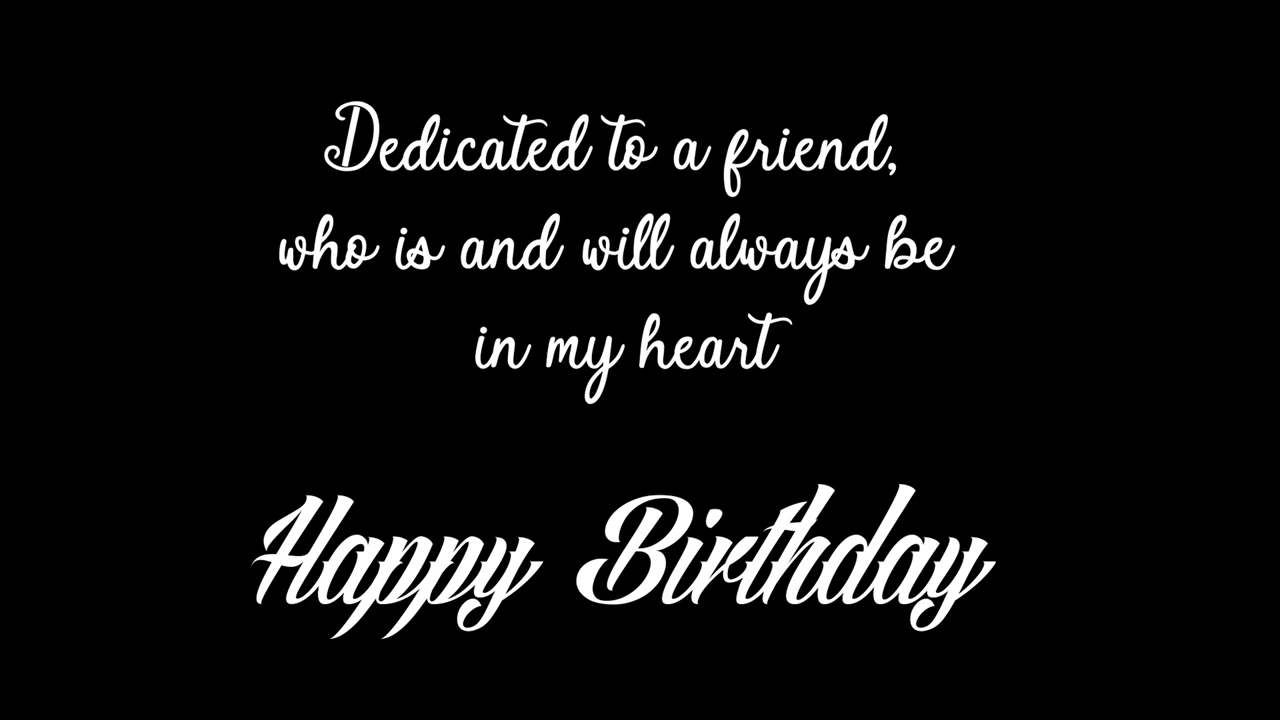 Dedicated to a friend,
who is and will always be
in my heart
Happy Birthday